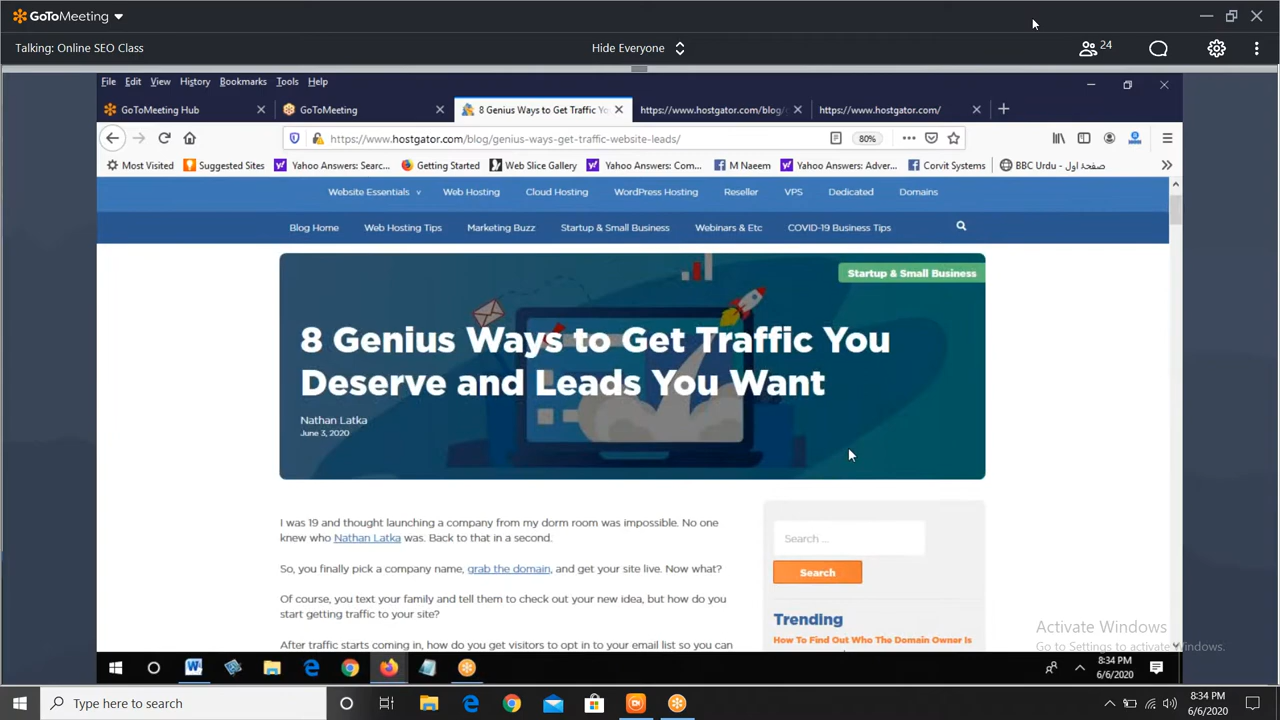 GoToMeeting
Talking: Online SEO Class
Hide Everyone
24
File Edit View History Bookmarks Tools Help
GoToMeeting Hub
GoToMeeting
8 Genius Ways to Get Traffic Yo
https://www.hostgator.com/blog/
https://www.hostgator.com/
https://www.hostgator.com/blog/genius-ways-get-traffic-website-leads/
80%
Most Visited
Suggested Sites
Yahoo Answers: Searc...
Getting Started
Web Slice Gallery
Yahoo Answers: Com...
M Naeem
Yahoo Answers: Adver...
Corvit Systems
BBC Urdu — صفحۂ اول
Website Essentials
Web Hosting
Cloud Hosting
WordPress Hosting
Reseller
VPS
Dedicated
Domains
Blog Home
Web Hosting Tips
Marketing Buzz
Startup & Small Business
Webinars & Etc
COVID-19 Business Tips
Startup & Small Business
8 Genius Ways to Get Traffic You
Deserve and Leads You Want
Nathan Latka
June 3, 2020
I was 19 and thought launching a company from my dorm room was impossible. No one
knew who Nathan Latka was. Back to that in a second.
So, you finally pick a company name, grab the domain, and get your site live. Now what?
Of course, you text your family and tell them to check out your new idea, but how do you
start getting traffic to your site?
After traffic starts coming in, how do you get visitors to opt in to your email list so you can
Search ...
Search
Trending
How To Find Out Who The Domain Owner Is
Activate Windows
Go to Settings to activate Windows.
8:34 PM
6/6/2020
Type here to search
8:34 PM
6/6/2020